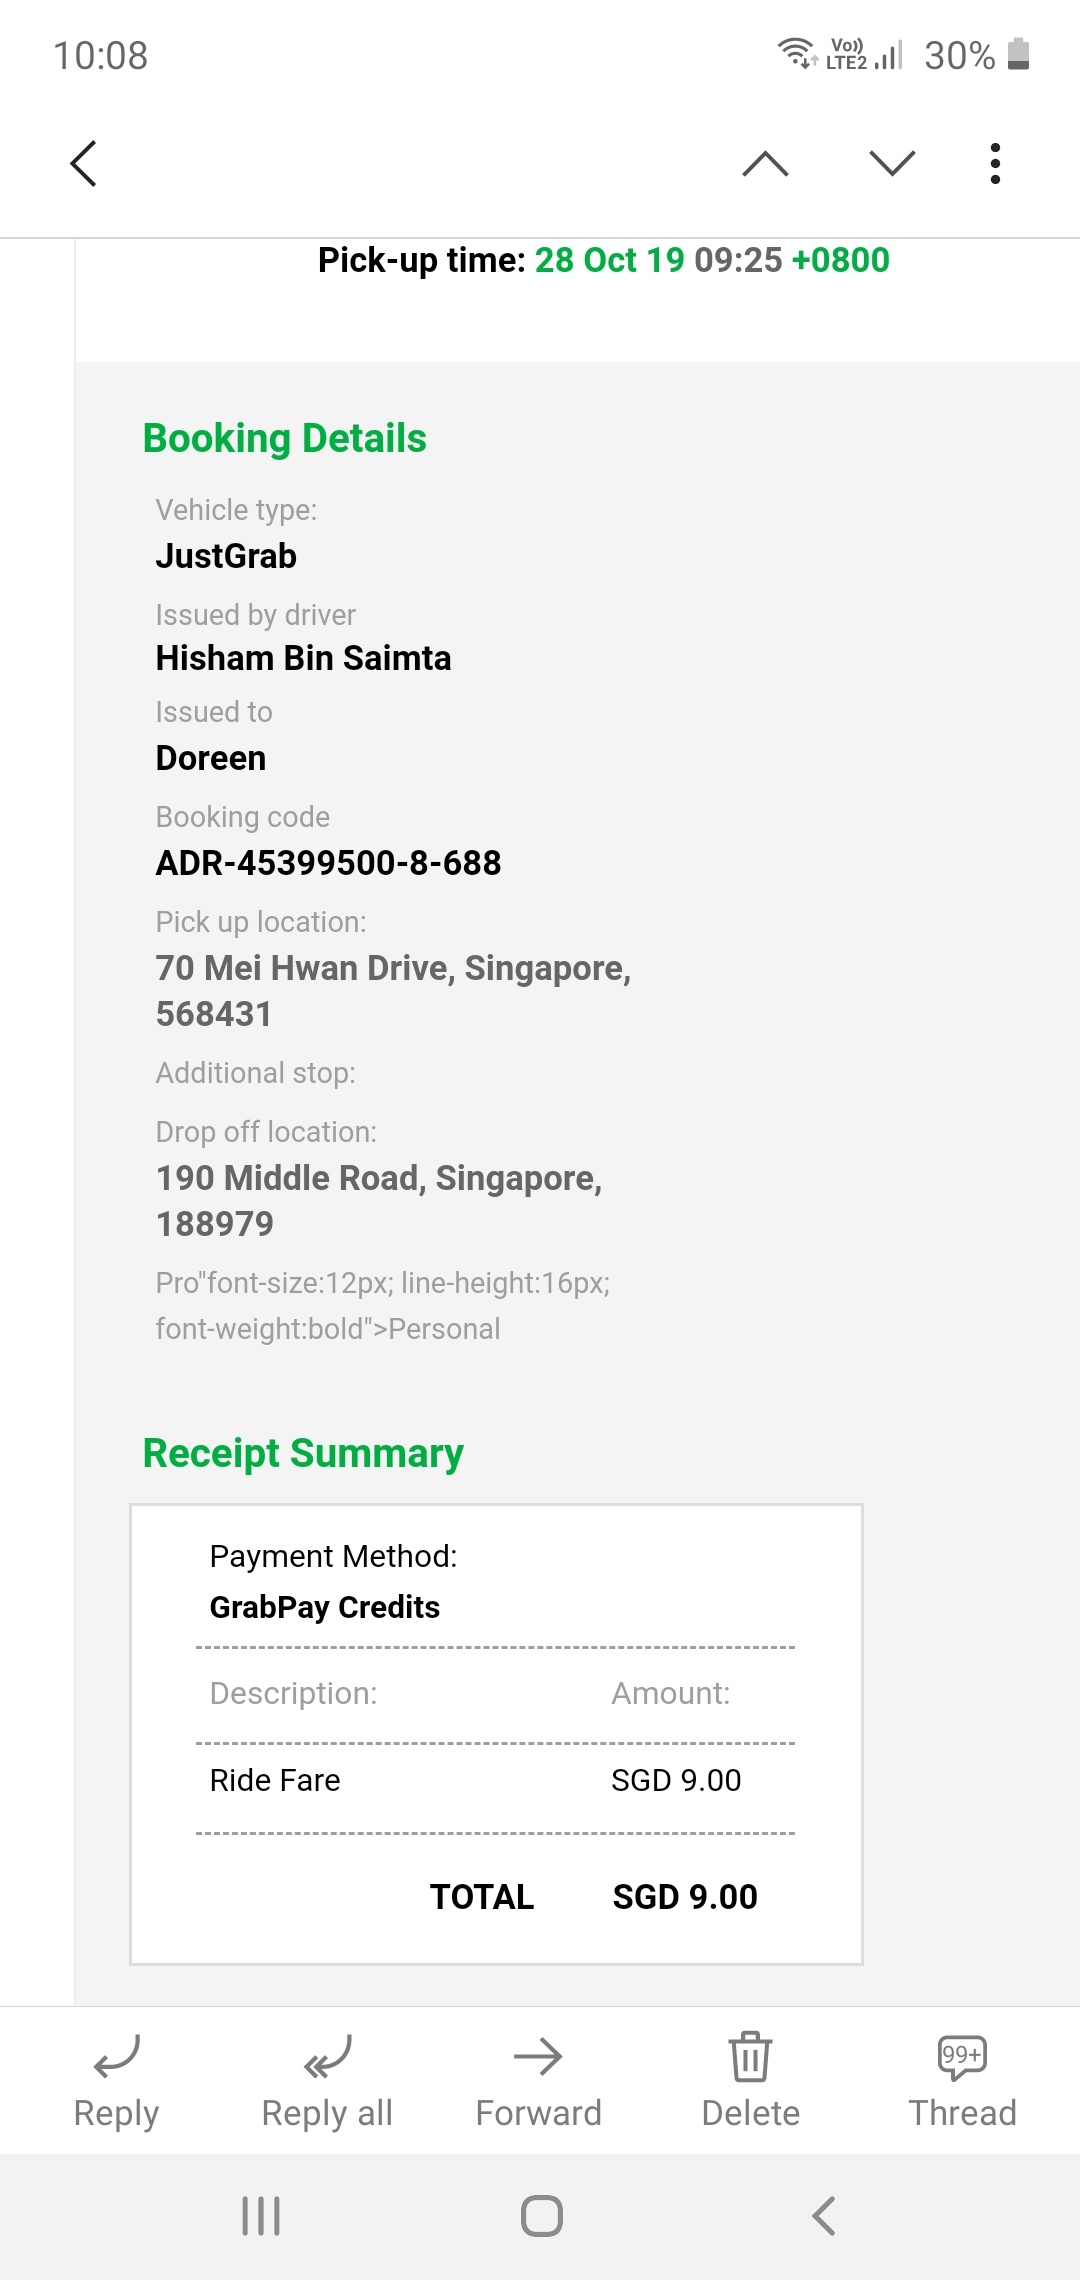 10:08
Vo)) LTE2 30%
Pick-up time: 28 Oct 19 09:25 +0800
Booking Details
Vehicle type:
JustGrab
Issued by driver
Hisham Bin Saimta
Issued to
Doreen
Booking code
ADR-45399500-8-688
Pick up location:
70 Mei Hwan Drive, Singapore,
568431
Additional stop:
Drop off location:
190 Middle Road, Singapore,
188979
Pro"font-size:12px; line-height:16px;
font-weight:bold">Personal
Receipt Summary
Payment Method:
GrabPay Credits
Description: Amount:
Ride Fare SGD 9.00
TOTAL SGD 9.00
99+
Reply Reply all Forward Delete Thread